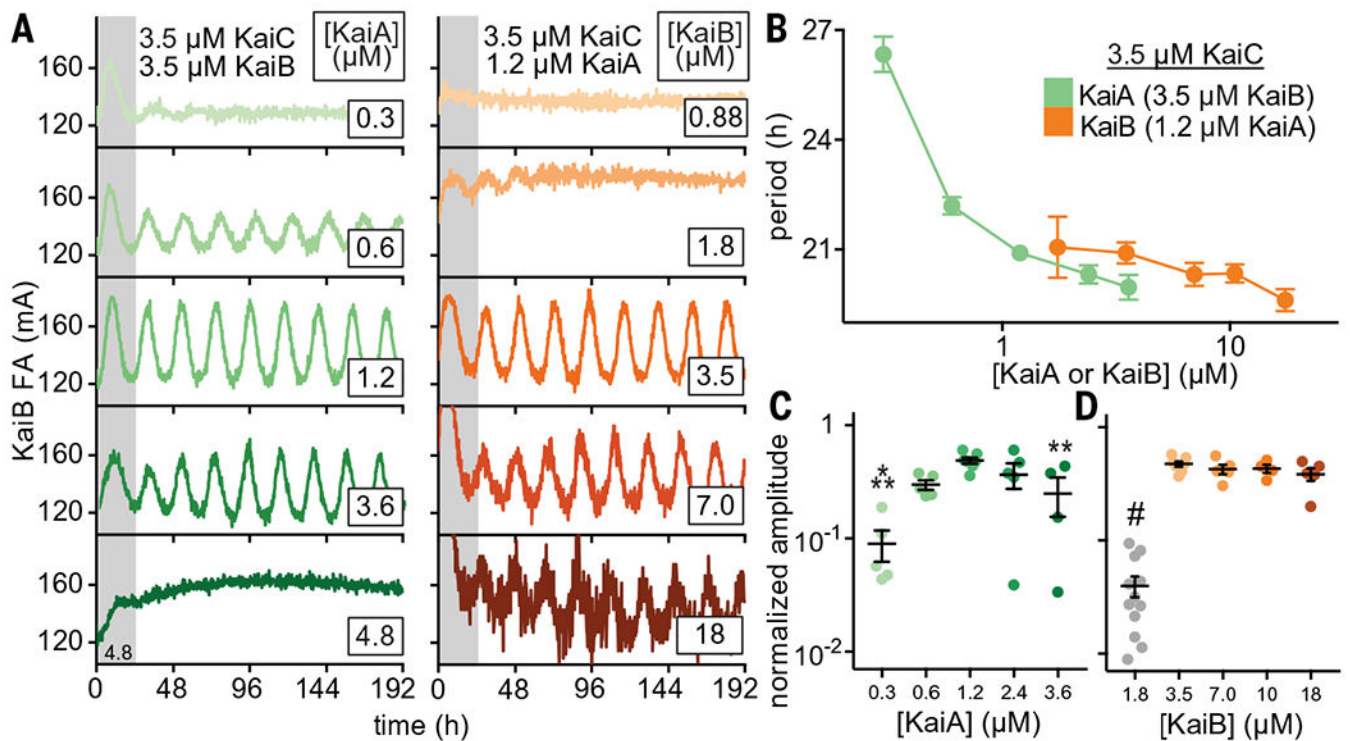 A
3.5 µM KaiC
3.5 µM KaiB
[KaiA]
(µM)
3.5 µM KaiC
1.2 µM KaiA
[KaiB]
(µM)
KaiB FA (mA)
160
120
0.3
0.88
160
120
0.6
1.8
160
120
1.2
3.5
160
120
3.6
7.0
160
120
4.8
4.8
18
0 48 96 144 192
0 48 96 144 192
time (h)
B
27
24
21
period (h)
3.5 µM KaiC
KaiA (3.5 µM KaiB)
KaiB (1.2 µM KaiA)
1 10
[KaiA or KaiB] (µM)
C
normalized amplitude
1
10-1
10-2
*
**
**
0.3 0.6 1.2 2.4 3.6
[KaiA] (µM)
D
#
1.8 3.5 7.0 10 18
[KaiB] (µM)